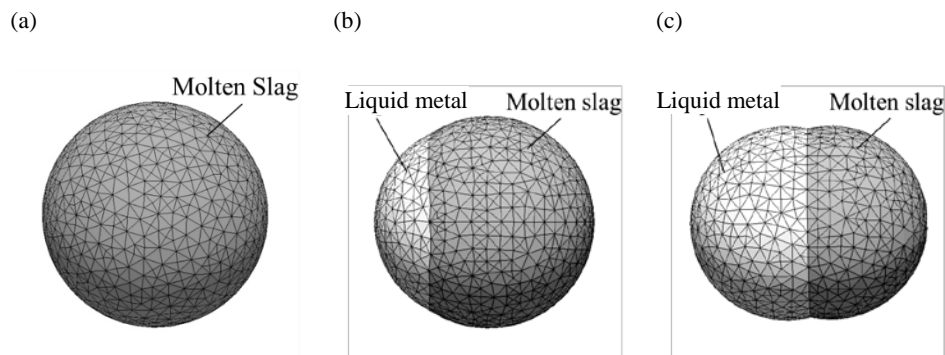 (a)
(b)
(c)
Molten Slag
Liquid metal
Molten slag
Liquid metal
Molten slag